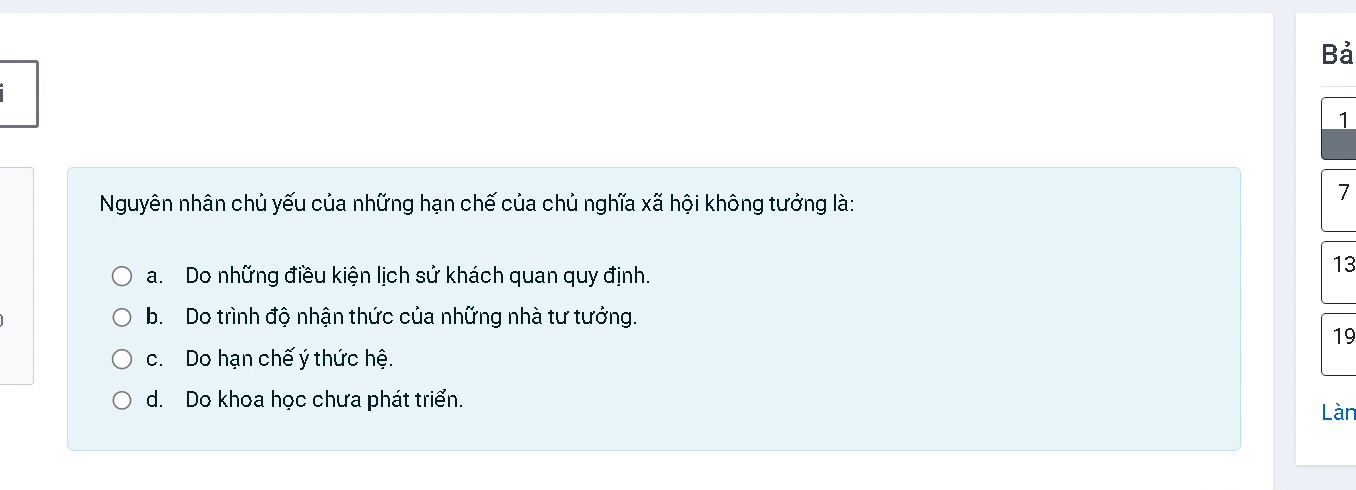 Bả
1
7
13
19
Làm
Nguyên nhân chủ yếu của những hạn chế của chủ nghĩa xã hội không tưởng là:
a. Do những điều kiện lịch sử khách quan quy định.
b. Do trình độ nhận thức của những nhà tư tưởng.
c. Do hạn chế ý thức hệ.
d. Do khoa học chưa phát triển.